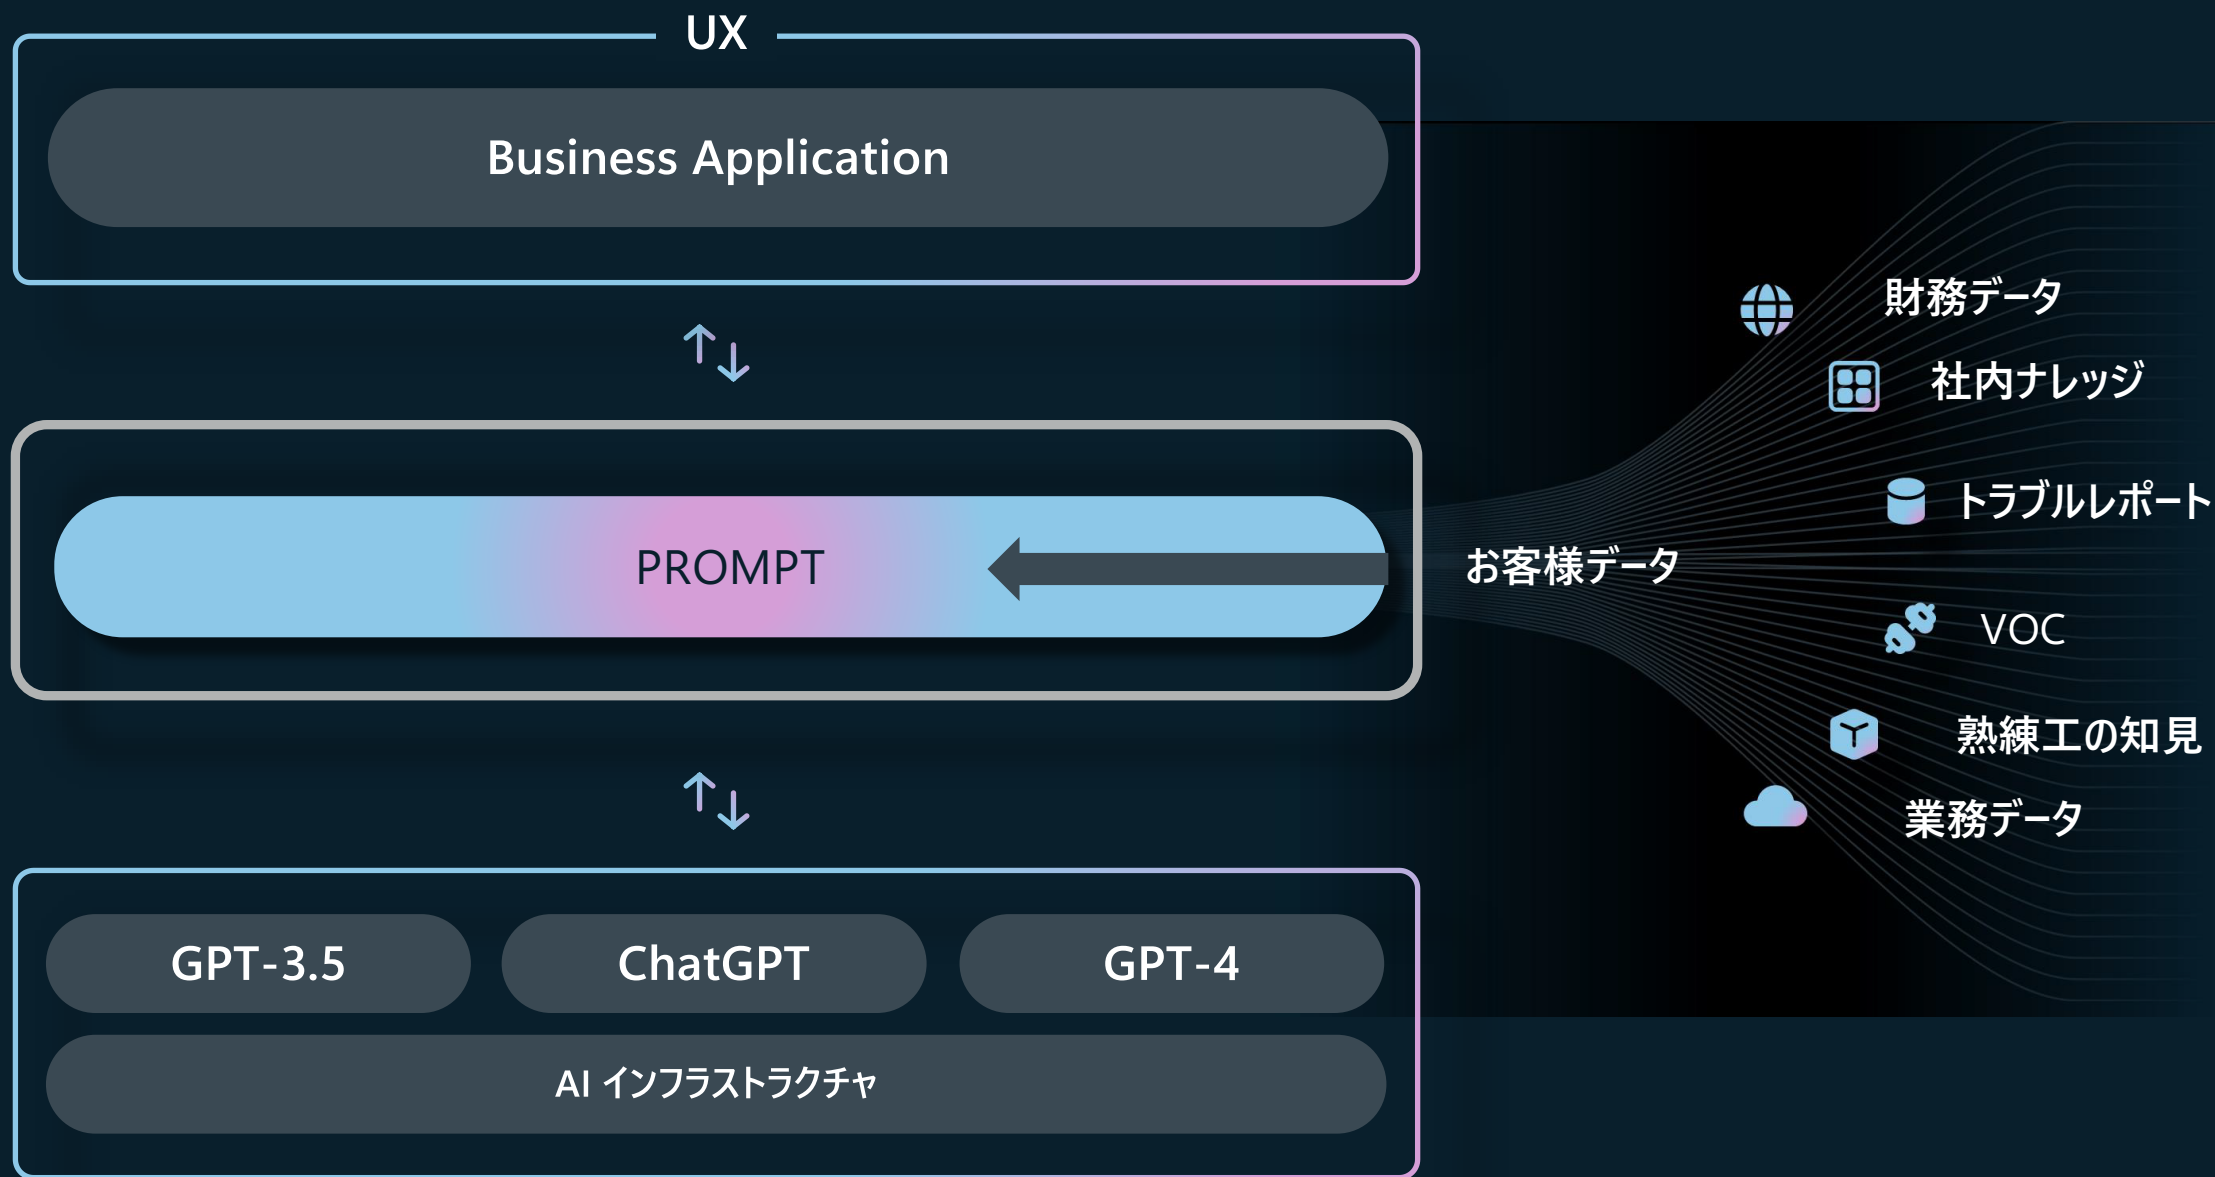 UX
Business Application
財務データ
社内ナレッジ
トラブルレポート
PROMPT
お客様データ
VOC
熟練工の知見
業務データ
GPT-3.5
ChatGPT
GPT-4
AI インフラストラクチャ